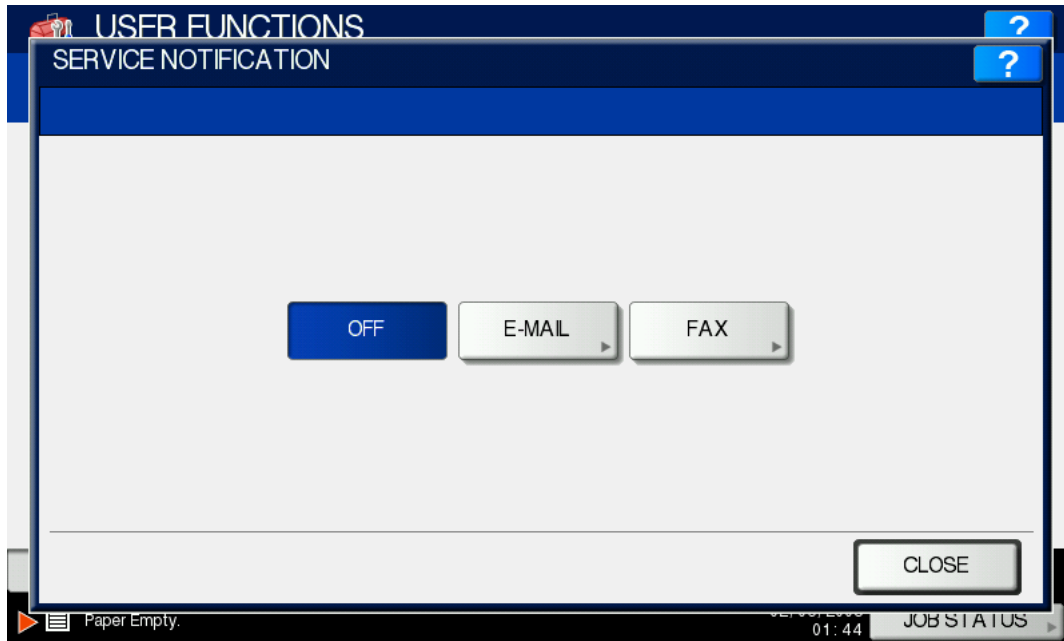 USER FUNCTIONS
?
SERVICE NOTIFICATION
?
OFF
E-MAIL
FAX
CLOSE
Paper Empty.
01:44
JOB STATUS